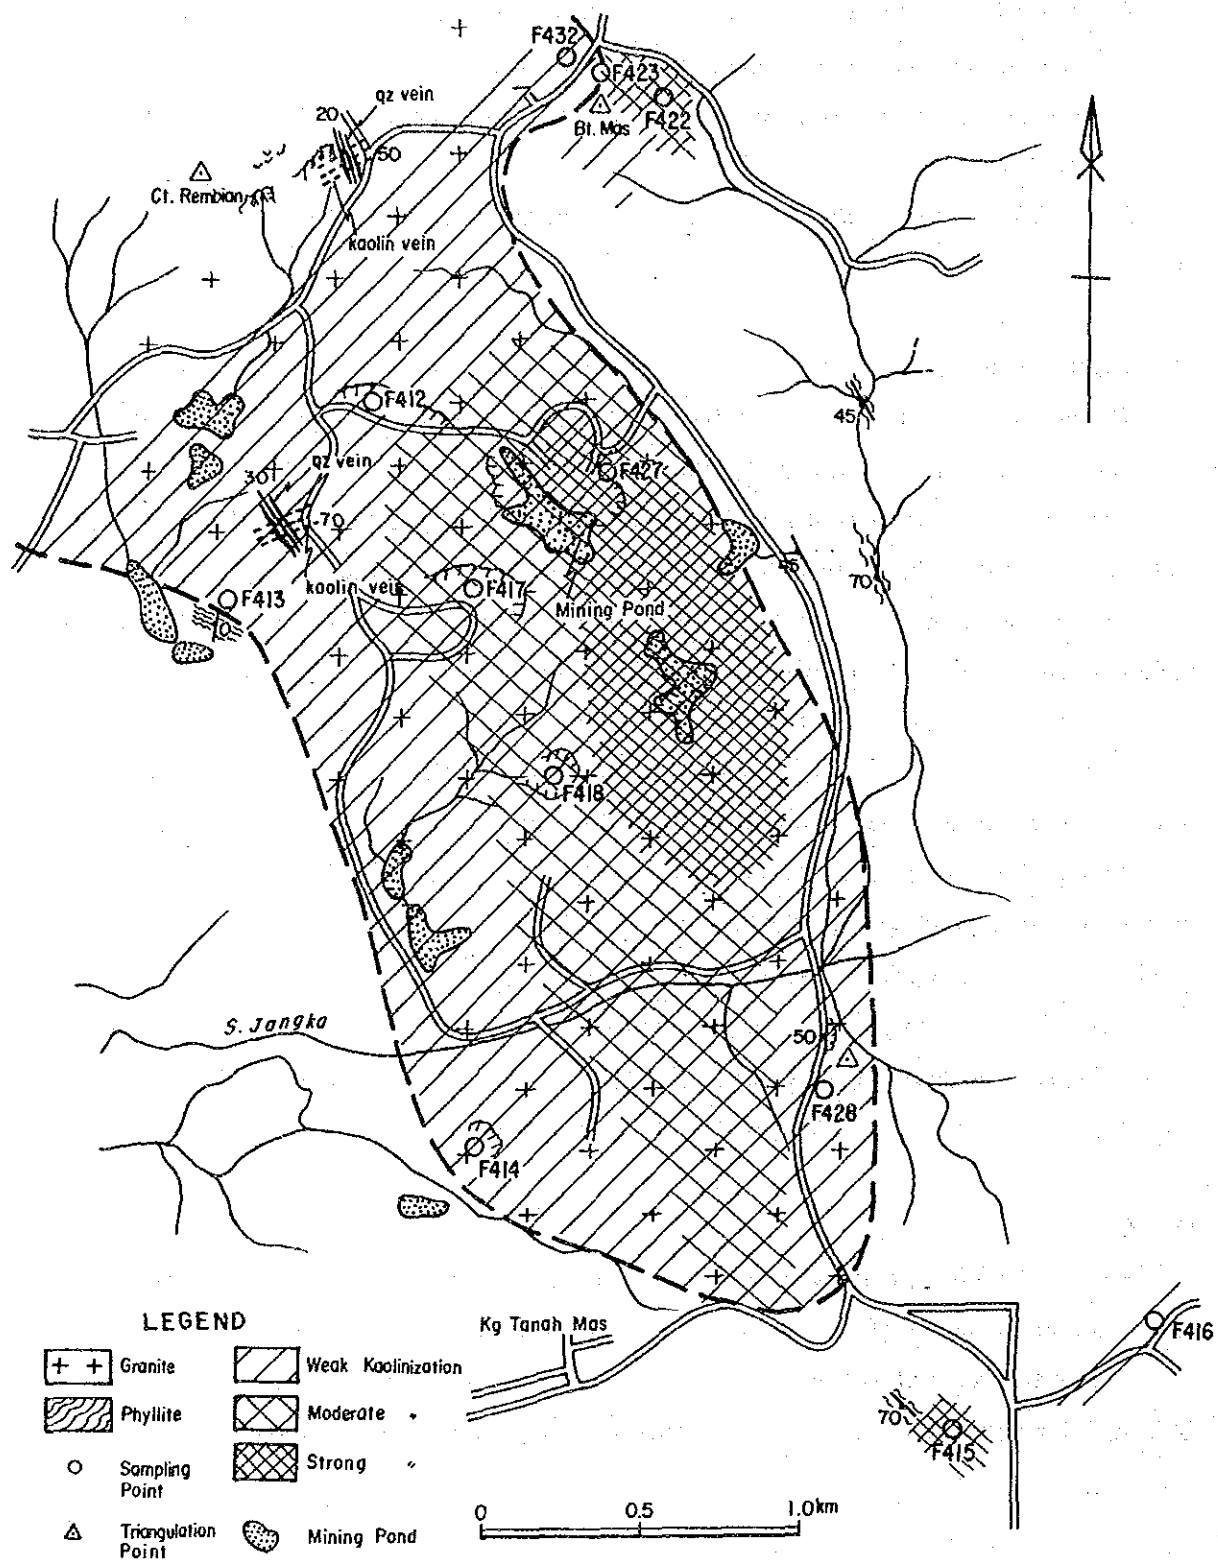 F432
F423
qz vein
20
F422
Bt. Mas
50
Ct. Rembian
kaolin vein
F412
45
qz vein
F427
30
70
45
70
kaolin vein
F417
F413
Mining Pond
10
F418
S. Jangka
50
F428
F414
LEGEND
Kg Tanah Mas
F416
+ + Granite
Weak Kaolinization
Phyllite
Moderate "
70
F415
Strong "
Sampling
Point
Triangulation
Point
Mining Pond
0 0.5 1.0km